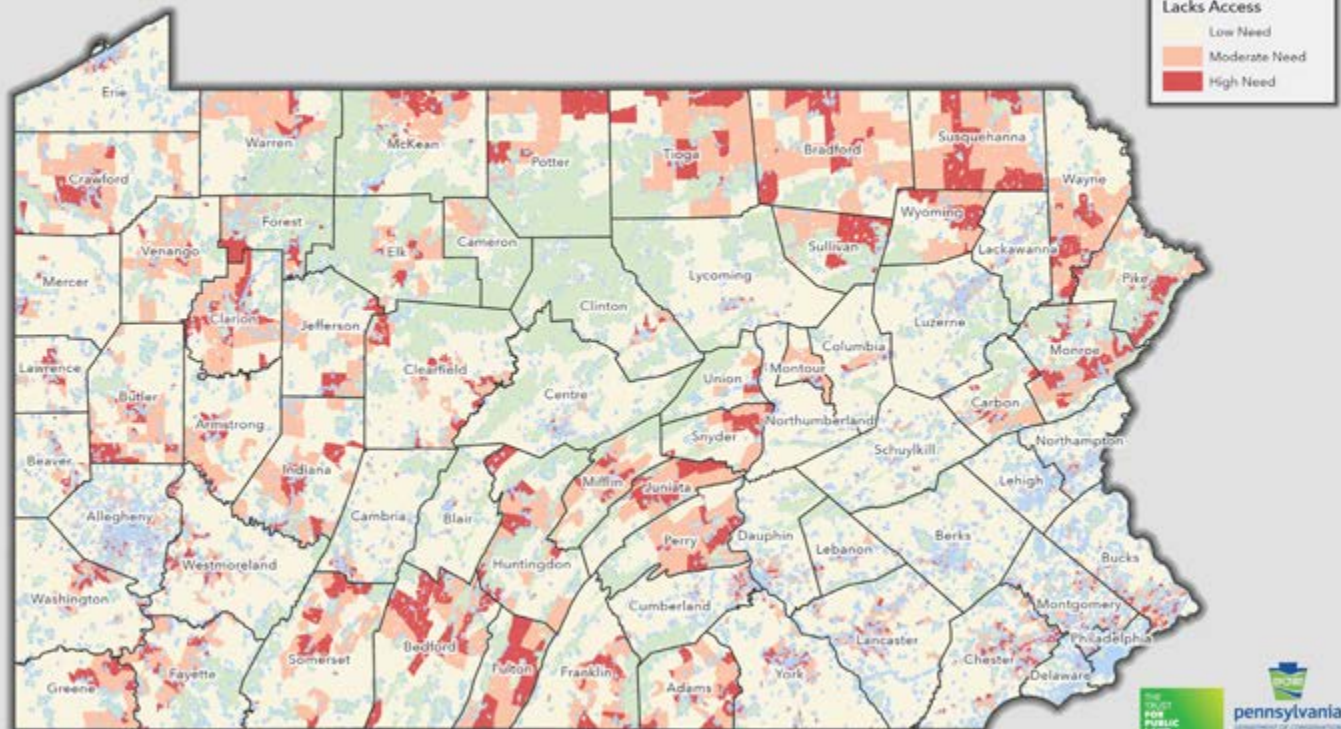 Lacks Access
Low Need
Moderate Need
High Need
Erie
Warren
McKean
Potter
Tioga
Bradford
Susquehanna
Wayne
Crawford
Forest
Elk
Cameron
Sullivan
Wyoming
Lackawanna
Pike
Venango
Mercer
Clarion
Jefferson
Clinton
Lycoming
Luzerne
Monroe
Lawrence
Butler
Armstrong
Clearfield
Centre
Union
Montour
Columbia
Carbon
Northampton
Snyder
Northumberland
Schuylkill
Lehigh
Beaver
Indiana
Mifflin
Juniata
Allegheny
Cambria
Blair
Huntingdon
Perry
Dauphin
Lebanon
Berks
Bucks
Westmoreland
Washington
Cumberland
Montgomery
Philadelphia
Lancaster
Chester
Delaware
Somerset
Bedford
Fulton
Franklin
Adams
York
Greene
Fayette
THE
TRUST
FOR
PUBLIC
pennsylvania